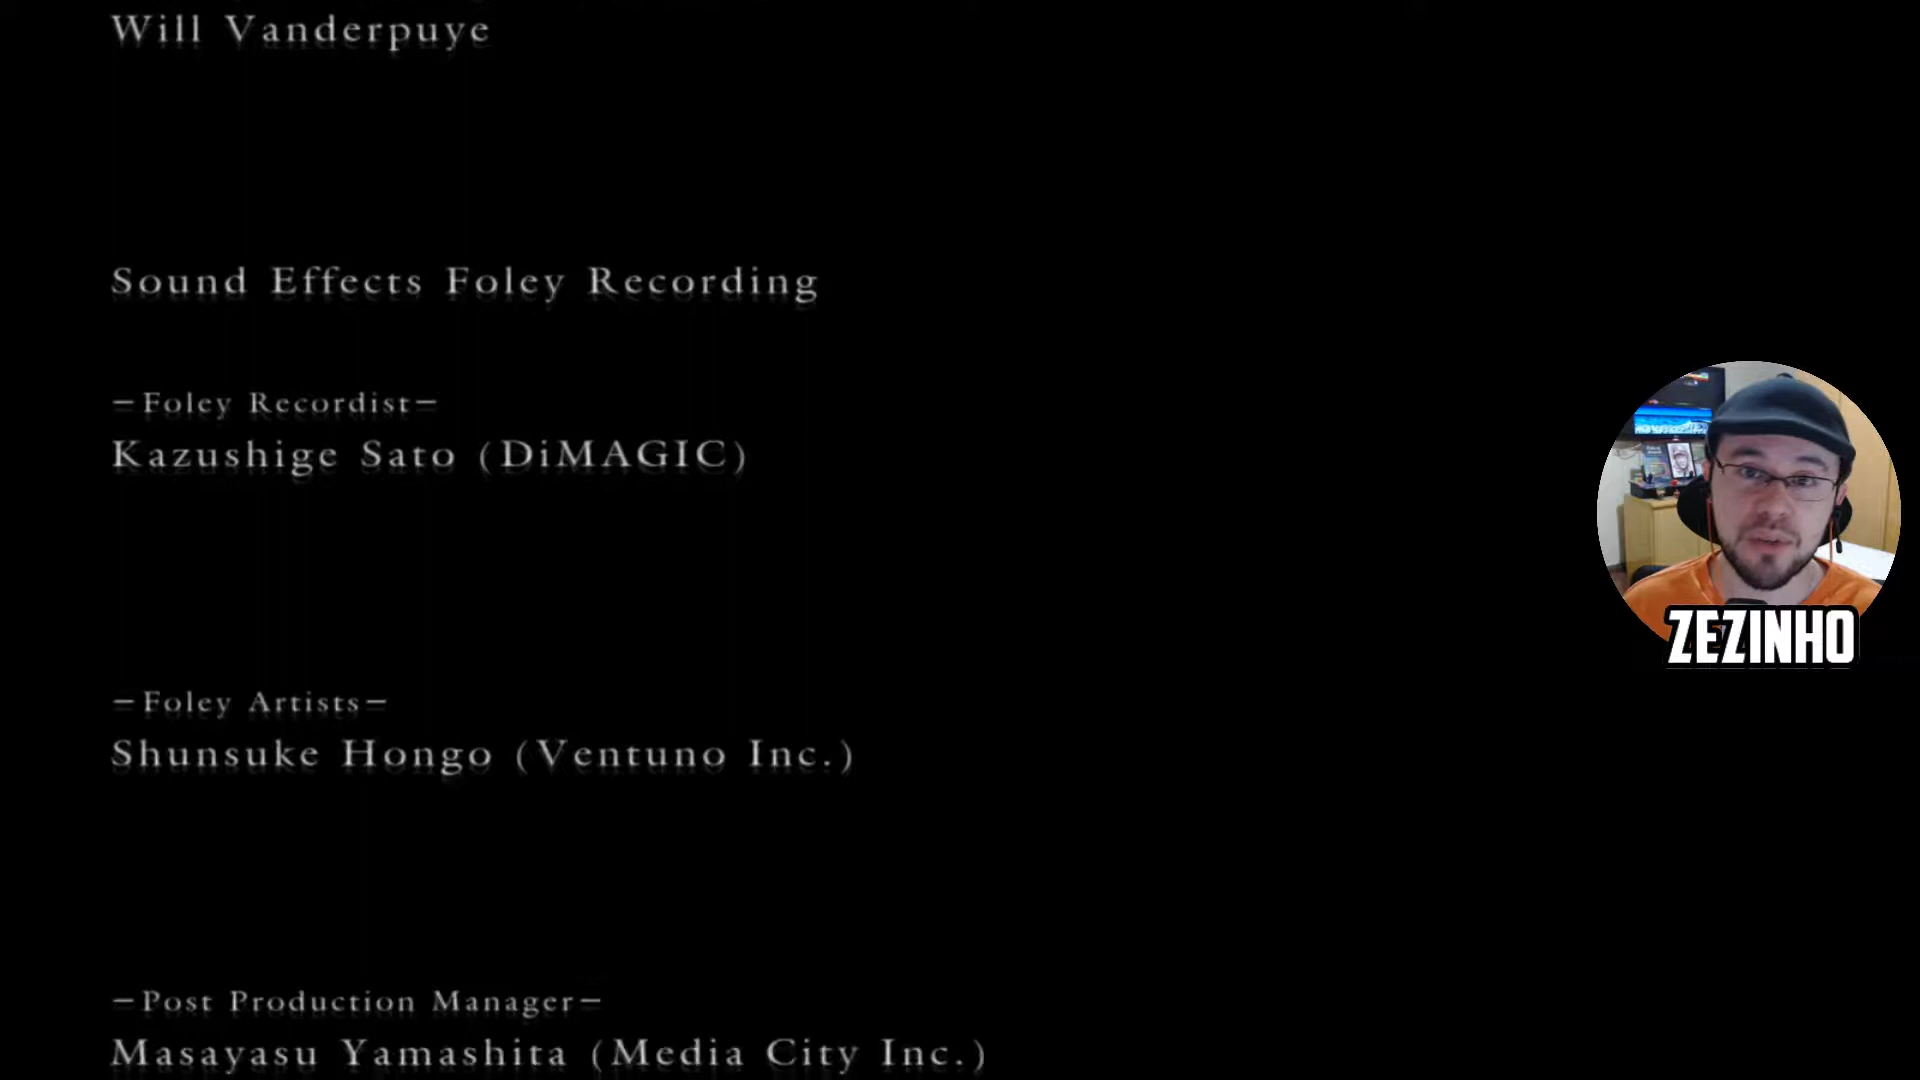 Will Vanderpuye
Sound Effects Foley Recording
—Foley Recordist—
Kazushige Sato (DiMAGIC)
—Foley Artists—
Shunsuke Hongo (Ventuno Inc.)
—Post Production Manager—
Masayasu Yamashita (Media City Inc.)
ZEZINHO